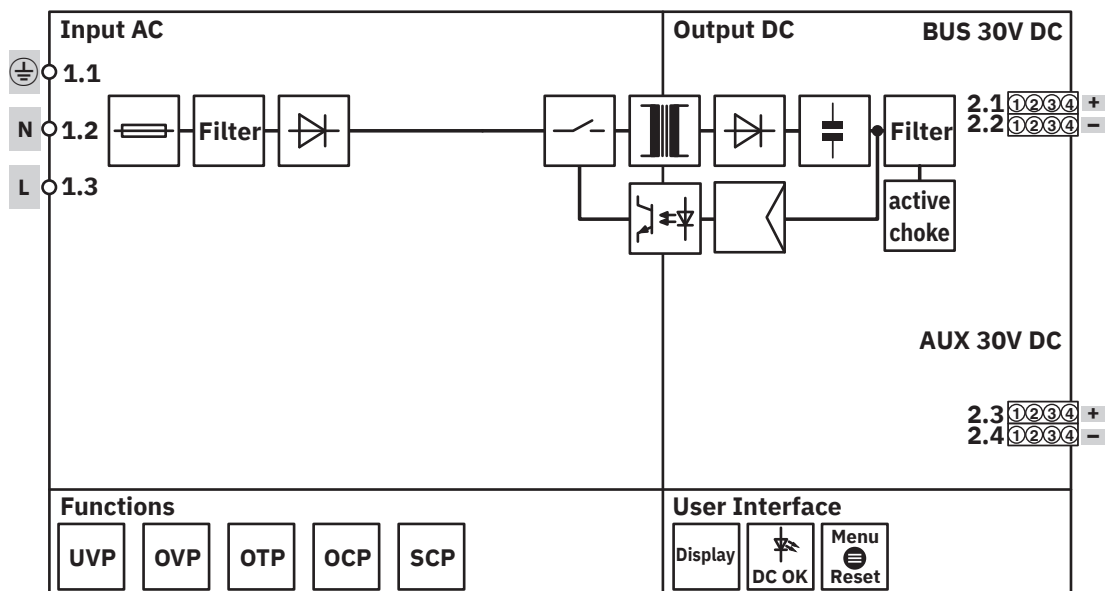 Input AC
Output DC
BUS 30V DC
1.1
N
1.2
Filter
Filter
2.1 ①②③④ +
2.2 ①②③④ −
L
1.3
active
choke
AUX 30V DC
2.3 ①②③④ +
2.4 ①②③④ −
Functions
User Interface
UVP
OVP
OTP
OCP
SCP
Display
DC OK
Menu
Reset